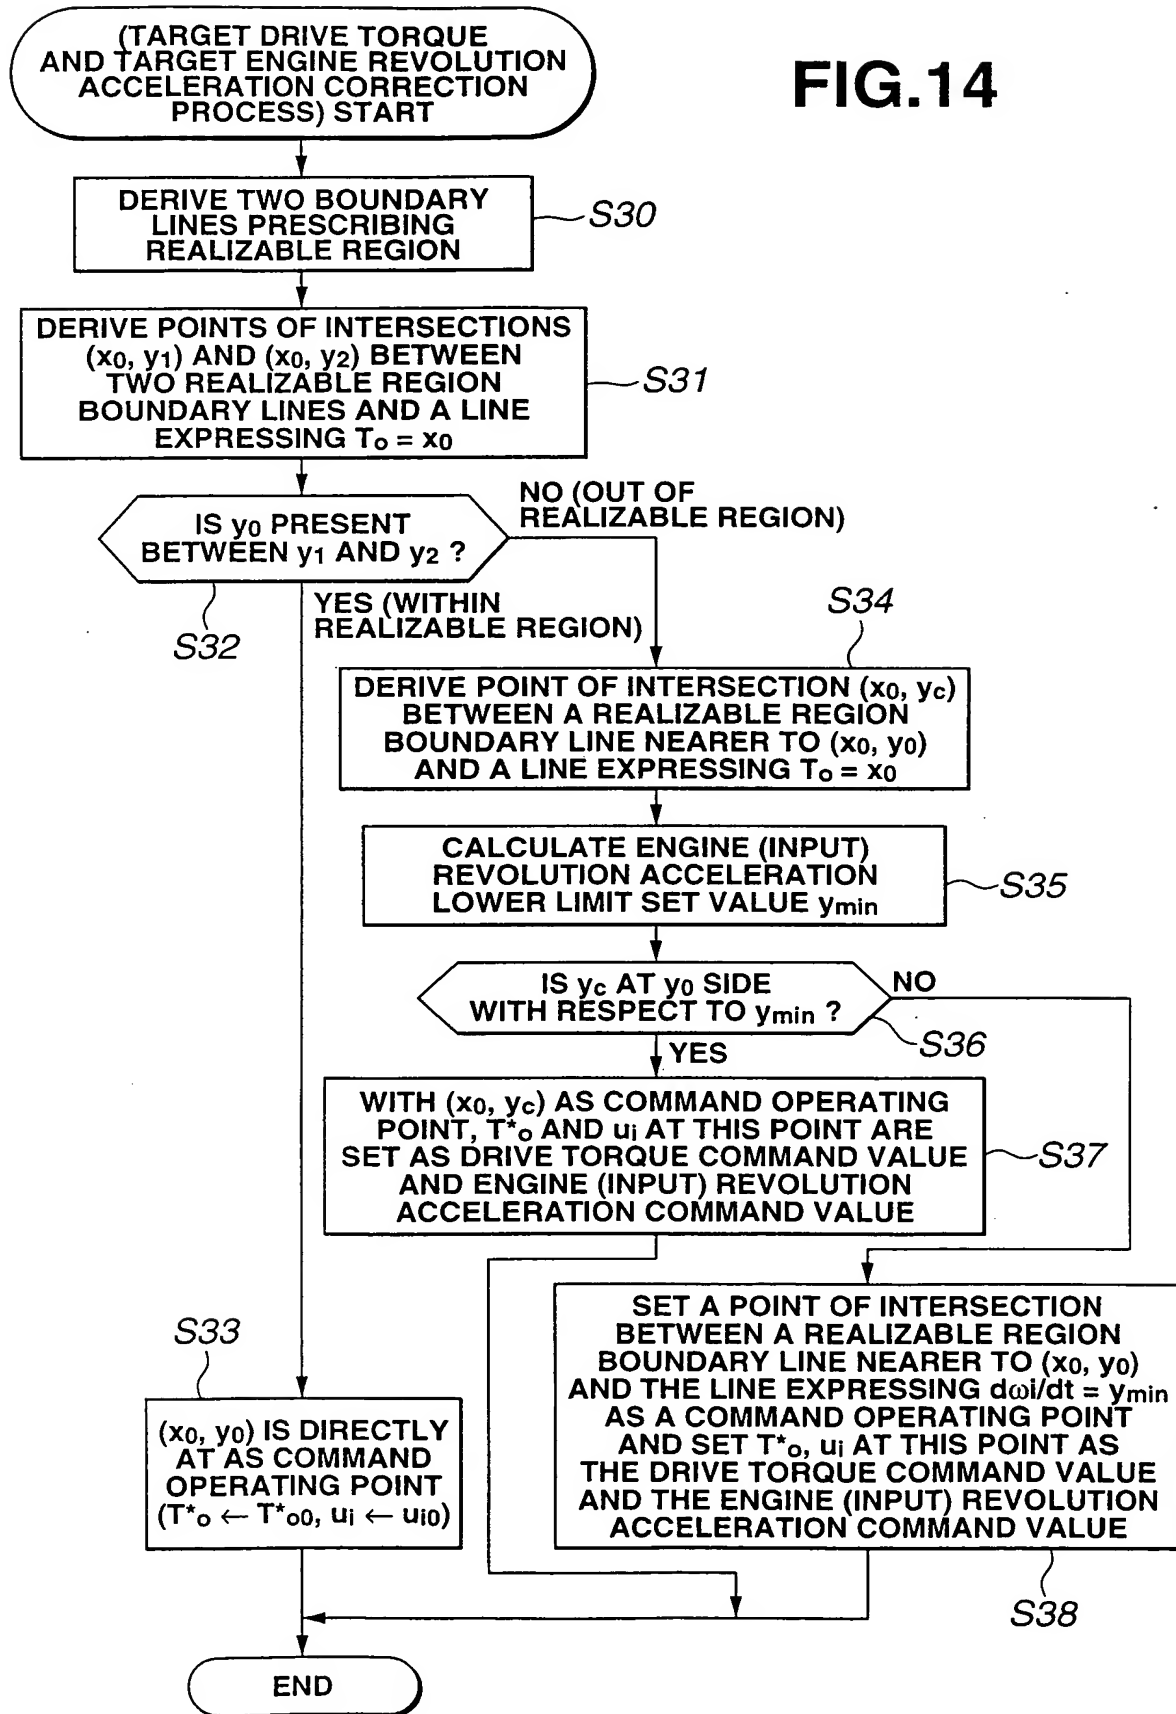 (TARGET DRIVE TORQUE
AND TARGET ENGINE REVOLUTION
ACCELERATION CORRECTION
PROCESS) START
FIG.14
DERIVE TWO BOUNDARY
LINES PRESCRIBING
REALIZABLE REGION
S30
DERIVE POINTS OF INTERSECTIONS
(x0, y1) AND (x0, y2) BETWEEN
TWO REALIZABLE REGION
BOUNDARY LINES AND A LINE
EXPRESSING To = x0
S31
IS y0 PRESENT
BETWEEN y1 AND y2 ?
S32
NO (OUT OF
REALIZABLE REGION)
YES (WITHIN
REALIZABLE REGION)
S34
DERIVE POINT OF INTERSECTION (x0, yc)
BETWEEN A REALIZABLE REGION
BOUNDARY LINE NEARER TO (x0, y0)
AND A LINE EXPRESSING To = x0
CALCULATE ENGINE (INPUT)
REVOLUTION ACCELERATION
LOWER LIMIT SET VALUE ymin
S35
IS yc AT y0 SIDE
WITH RESPECT TO ymin ?
NO
S36
YES
WITH (x0, yc) AS COMMAND OPERATING
POINT, T*o AND ui AT THIS POINT ARE
SET AS DRIVE TORQUE COMMAND VALUE
AND ENGINE (INPUT) REVOLUTION
ACCELERATION COMMAND VALUE
S37
SET A POINT OF INTERSECTION
BETWEEN A REALIZABLE REGION
BOUNDARY LINE NEARER TO (x0, y0)
AND THE LINE EXPRESSING dωi/dt = ymin
AS A COMMAND OPERATING POINT
AND SET T*o, ui AT THIS POINT AS
THE DRIVE TORQUE COMMAND VALUE
AND THE ENGINE (INPUT) REVOLUTION
ACCELERATION COMMAND VALUE
S38
S33
(x0, y0) IS DIRECTLY
AT AS COMMAND
OPERATING POINT
(T*o ← T*o0, ui ← ui0)
END